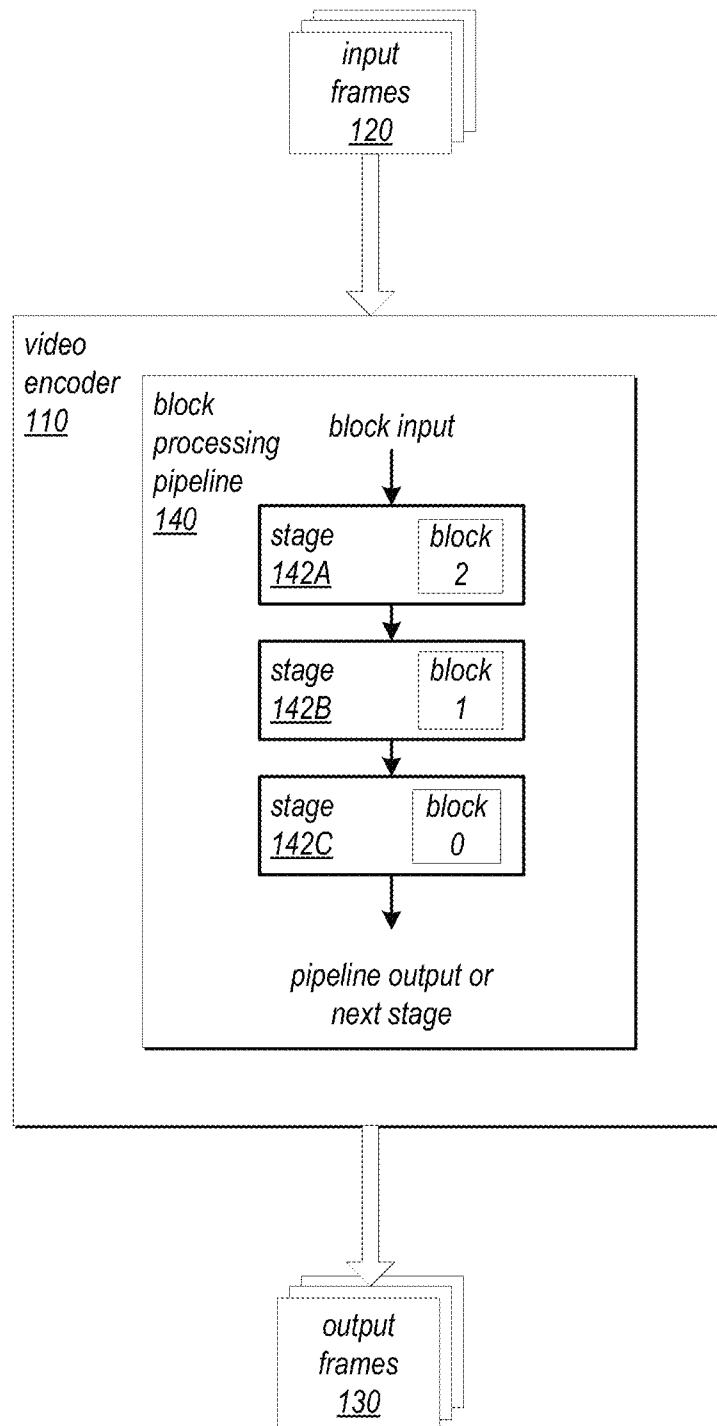 input
frames
120
video
encoder
110
block
processing
pipeline
140
block input
stage
142A
block
2
stage
142B
block
1
stage
142C
block
0
pipeline output or
next stage
output
frames
130